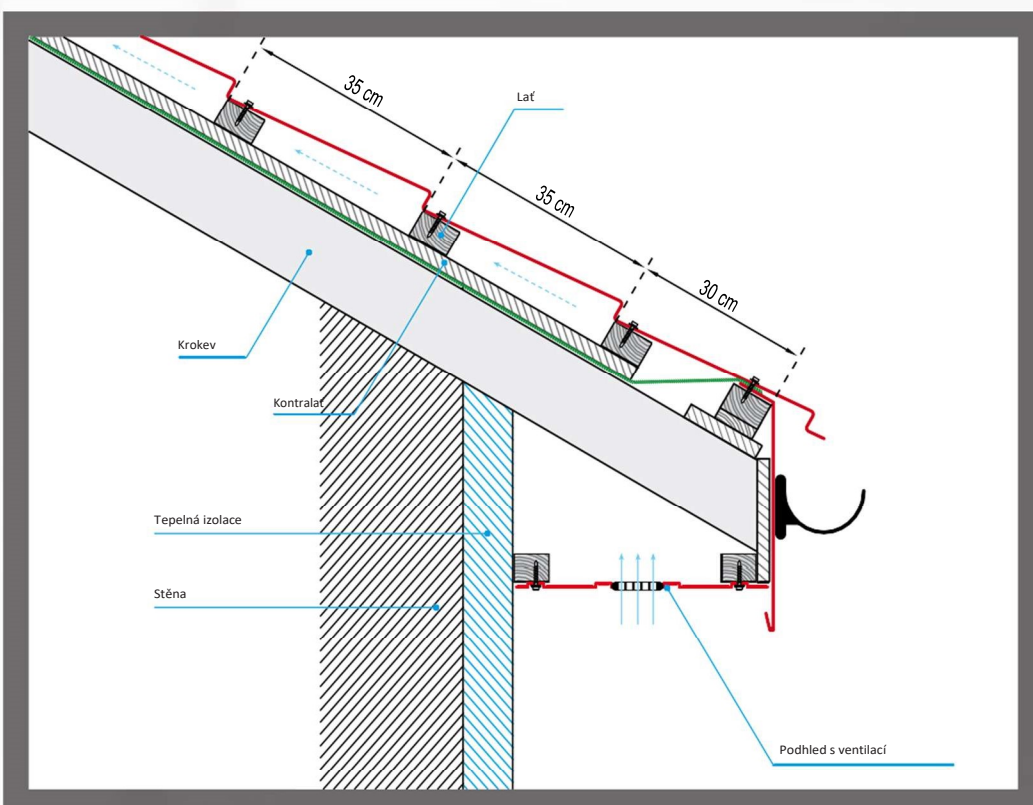 35 cm
Lať
35 cm
30 cm
Krokev
Kontralať
Tepelná izolace
Stěna
Podhled s ventilací